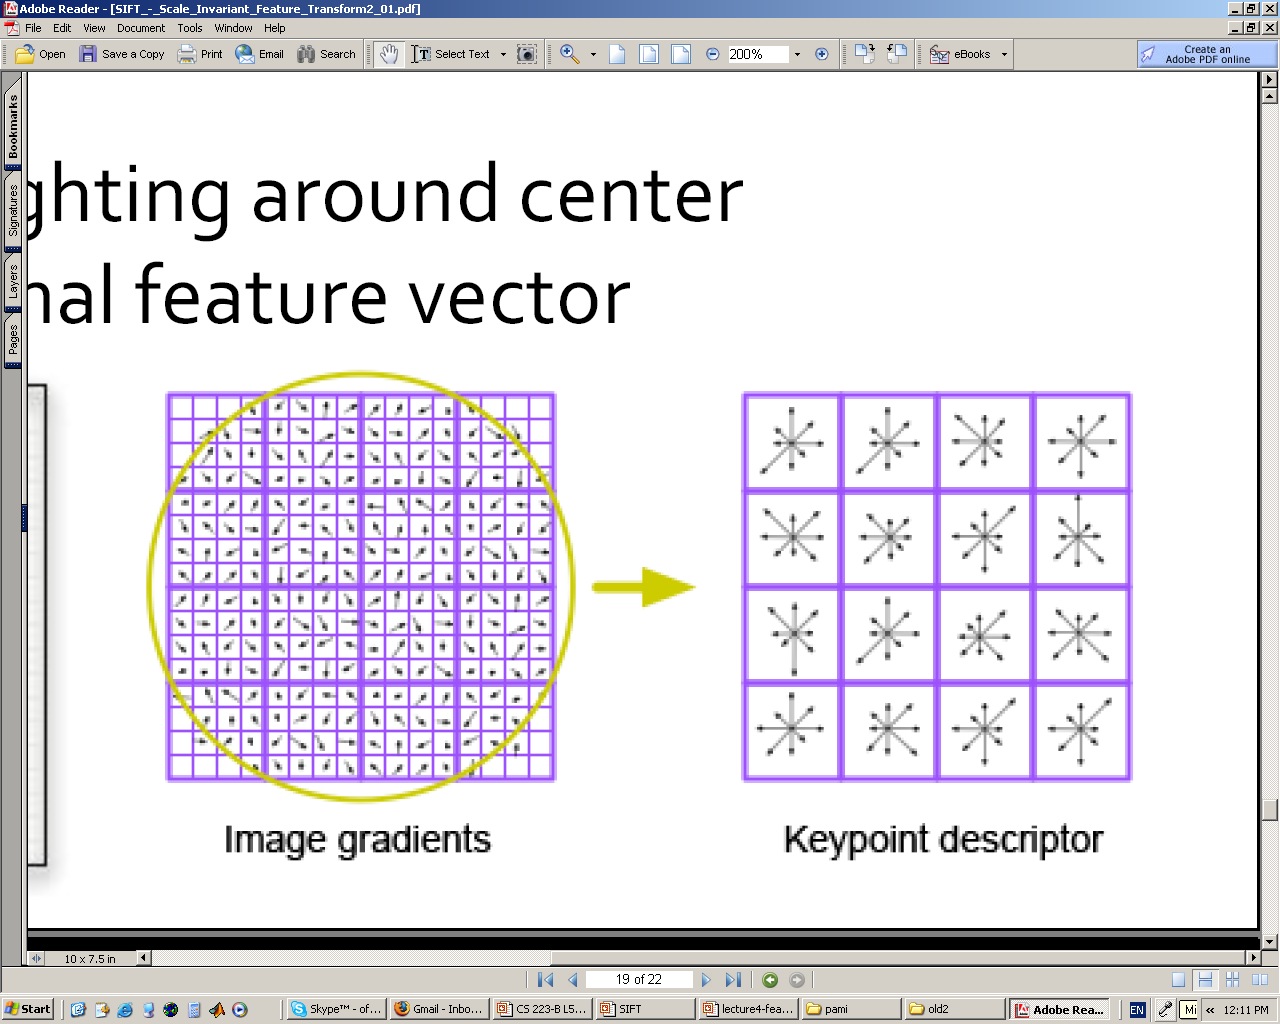 Adobe Reader - [SIFT_-_Scale_Invariant_Feature_Transform2_01.pdf]
File Edit View Document Tools Window Help
Open Save a Copy Print Email Search Select Text 200% eBooks Create an
Adobe PDF online
Bookmarks
Signatures
Layers
Pages
ghting around center
nal feature vector
Image gradients
Keypoint descriptor
10 x 7.5 in
19 of 22
Start Skype™ - of... Gmail - Inbo... CS 223-B L5... SIFT lecture4-fea... pami old2 Adobe Rea... EN Mi « 12:11 PM